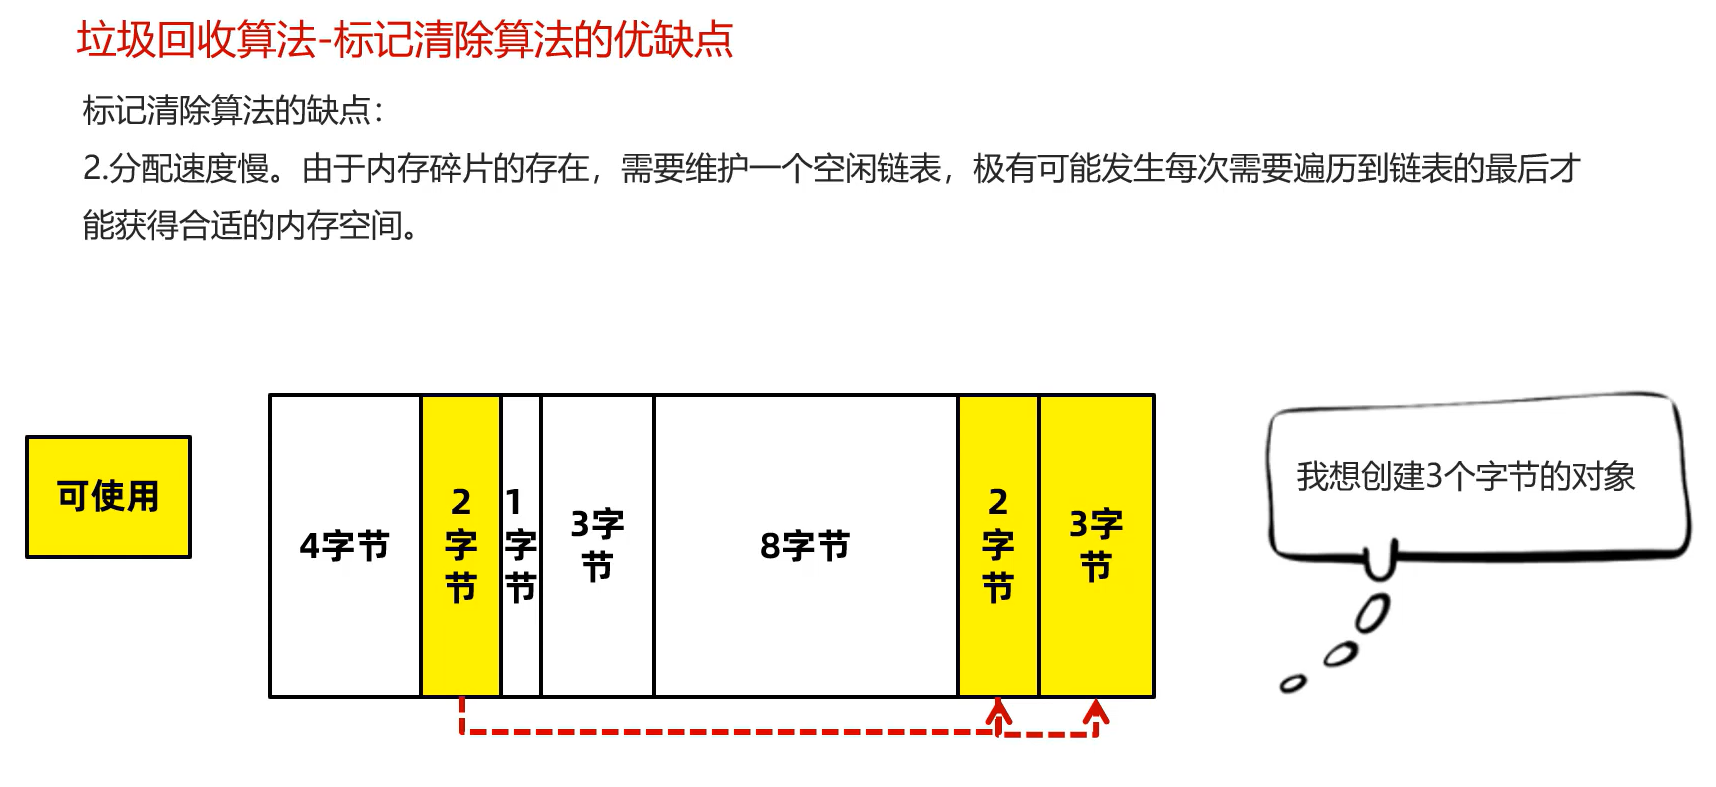 垃圾回收算法-标记清除算法的优缺点
标记清除算法的缺点：
2.分配速度慢。由于内存碎片的存在，需要维护一个空闲链表，极有可能发生每次需要遍历到链表的最后才
能获得合适的内存空间。
可使用
4字节
2
字
节
1
字
节
3字
节
8字节
2
字
节
3字
节
我想创建3个字节的对象